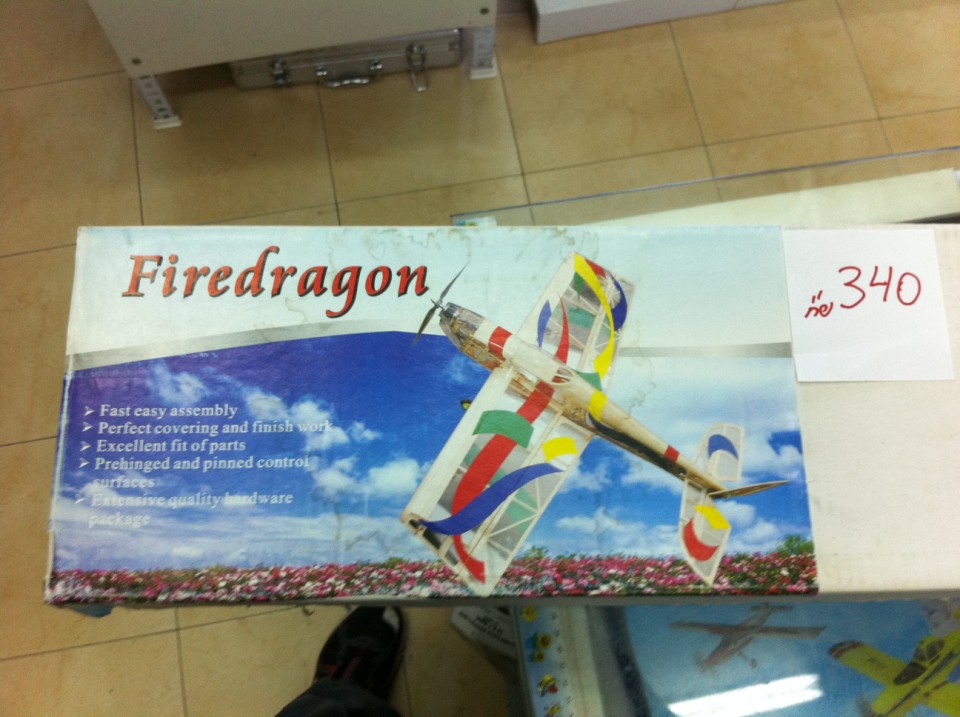 Firedragon
340 ש"ח
➢ Fast easy assembly
➢ Perfect covering and finish work
➢ Excellent fit of parts
➢ Prehinged and pinned control
surfaces
➢ Extensive quality hardware
package